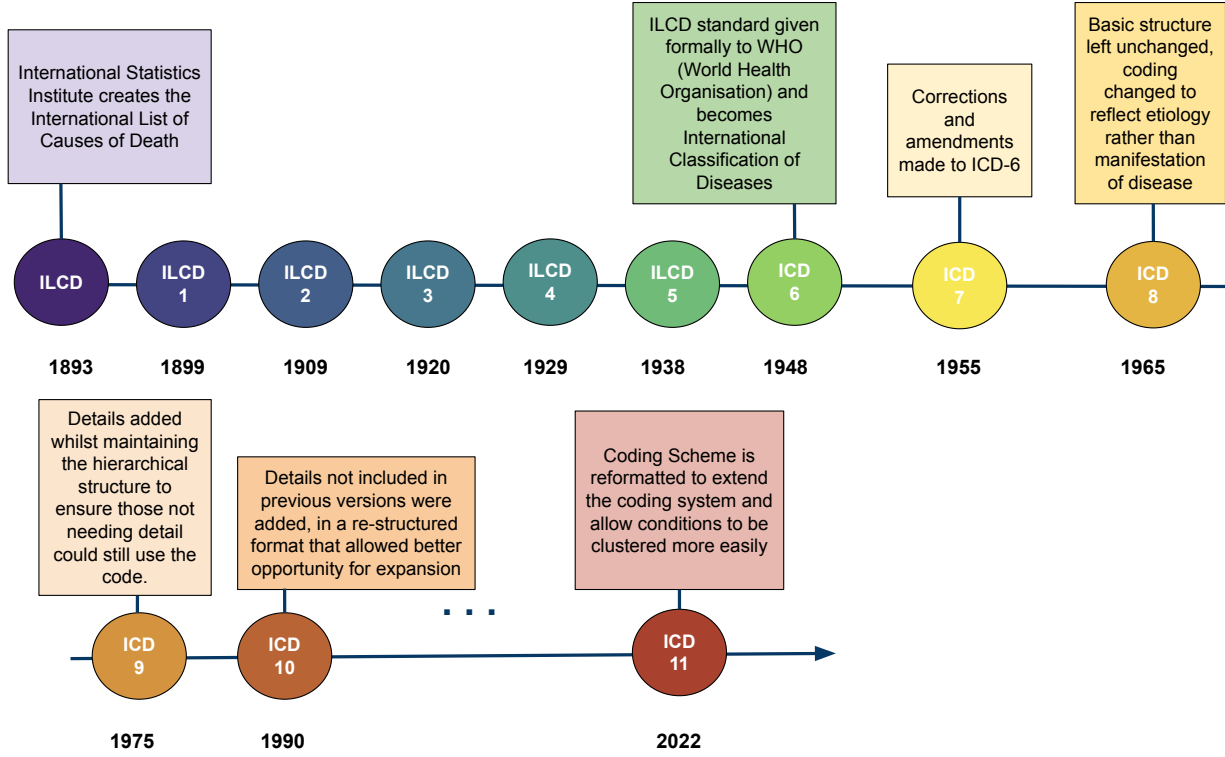 International Statistics
Institute creates the
International List of
Causes of Death
ILCD standard given
formally to WHO
(World Health
Organisation) and
becomes
International
Classification of
Diseases
Corrections
and
amendments
made to ICD-6
Basic structure
left unchanged,
coding
changed to
reflect etiology
rather than
manifestation
of disease
ILCD
ILCD
1
ILCD
2
ILCD
3
ILCD
4
ILCD
5
ICD
6
ICD
7
ICD
8
1893
1899
1909
1920
1929
1938
1948
1955
1965
Details added
whilst maintaining
the hierarchical
structure to
ensure those not
needing detail
could still use the
code.
Details not included in
previous versions were
added, in a re-structured
format that allowed better
opportunity for expansion
Coding Scheme is
reformatted to extend
the coding system and
allow conditions to be
clustered more easily
. . .
ICD
9
ICD
10
ICD
11
1975
1990
2022